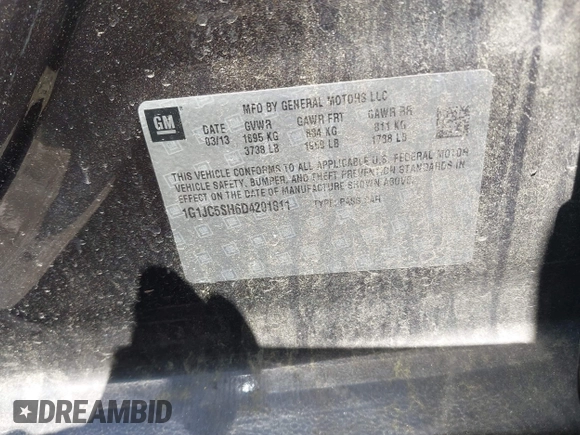 MFD BY GENERAL MOTORS LLC
GM
DATE GVWR GAWR FRT GAWR RR
03/13 1695 KG 884 KG 811 KG
3738 LB 1950 LB 1788 LB
THIS VEHICLE CONFORMS TO ALL APPLICABLE U.S. FEDERAL MOTOR
VEHICLE SAFETY, BUMPER, AND THEFT PREVENTION STANDARDS IN
EFFECT ON THE DATE OF MANUFACTURE SHOWN ABOVE.
1G1JC5SH6D4201811 TYPE: PASS CAR
DREAMBID